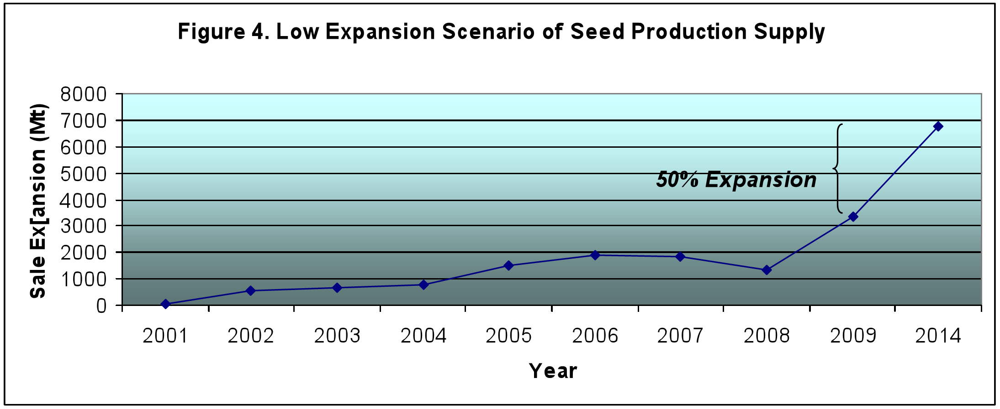 Figure 4. Low Expansion Scenario of Seed Production Supply
8000
7000
6000
5000
4000
3000
2000
1000
0
Sale Ex[ansion (Mtt)
50% Expansion
2001 2002 2003 2004 2005 2006 2007 2008 2009 2014
Year